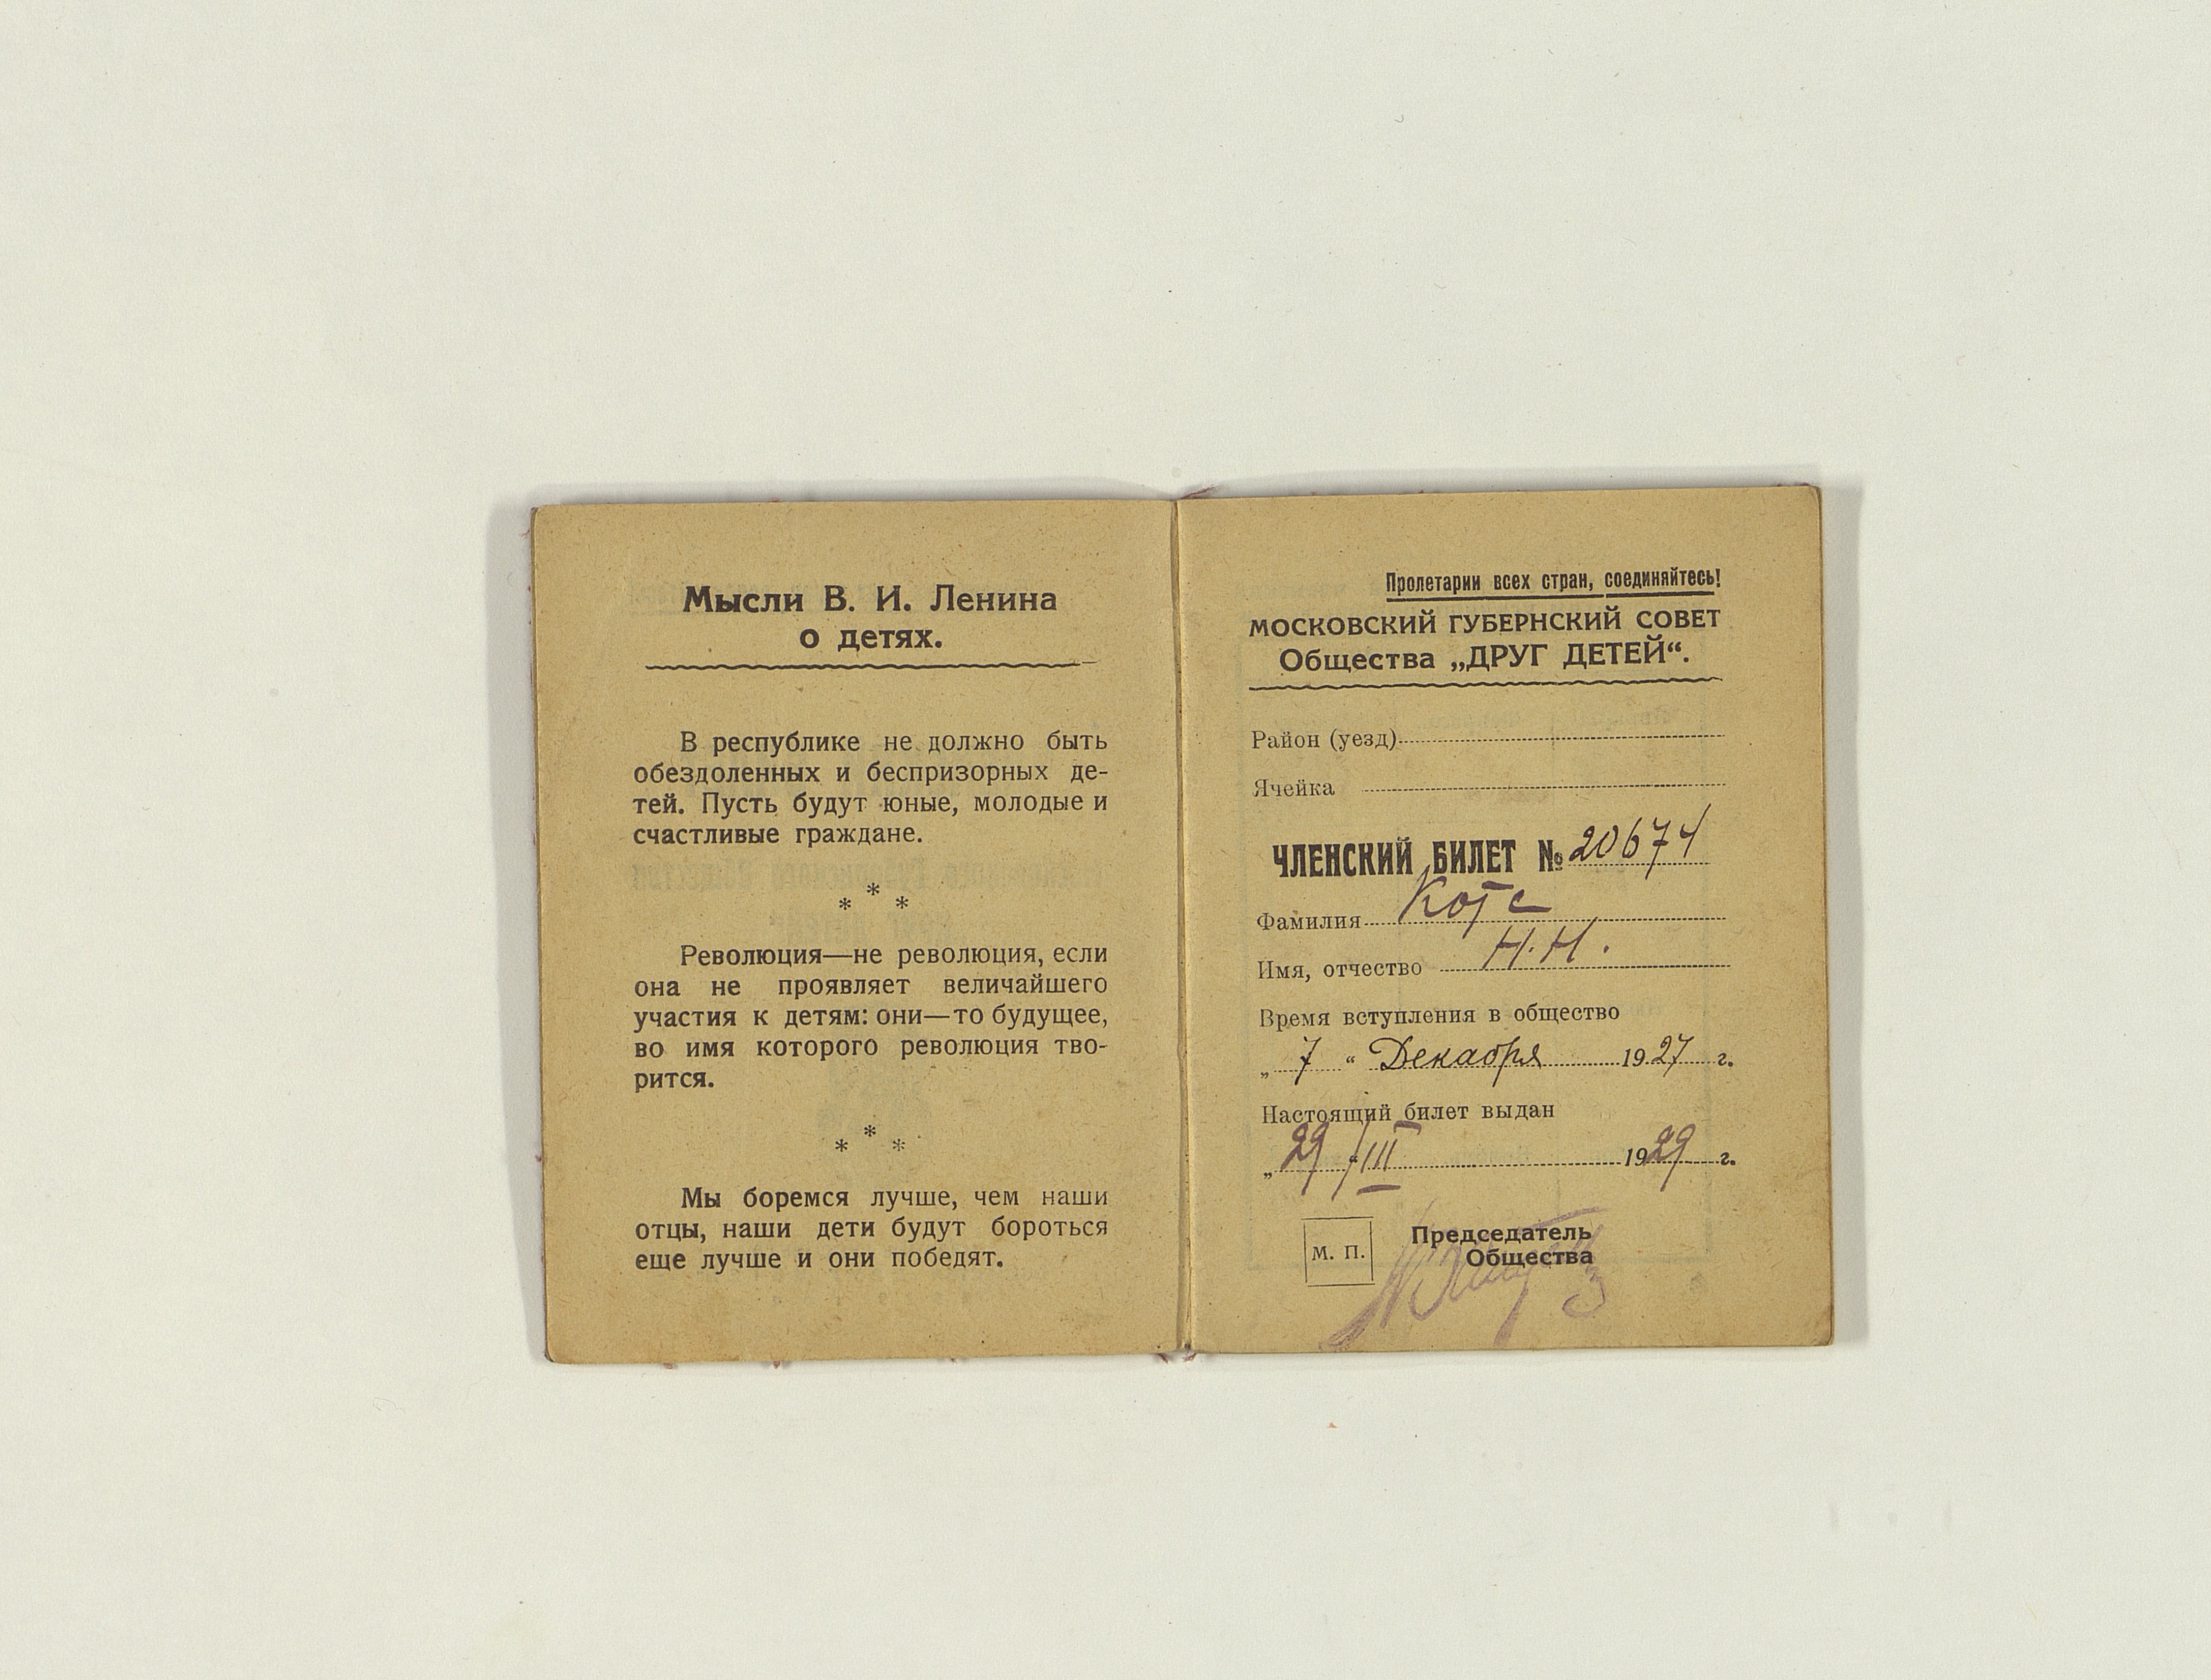 Мысли В. И. Ленина
о детях.
В республике не должно быть
обездоленных и беспризорных де-
тей. Пусть будут юные, молодые и
счастливые граждане.
*
* *
Революция—не революция, если
она не проявляет величайшего
участия к детям: они—то будущее,
во имя которого революция тво-
рится.
*
* *
Мы боремся лучше, чем наши
отцы, наши дети будут бороться
еще лучше и они победят.
Пролетарии всех стран, соединяйтесь!
МОСКОВСКИЙ ГУБЕРНСКИЙ СОВЕТ
Общества „ДРУГ ДЕТЕЙ“.
Район (уезд)
Ячейка
ЧЛЕНСКИЙ БИЛЕТ № 20674
Фамилия Котс
Имя, отчество Н. Н.
Время вступления в общество
„ 7 “ Декабря 1927 г.
Настоящий билет выдан
„ 29 “ / III 1929 г.
М. П.
Председатель
Общества